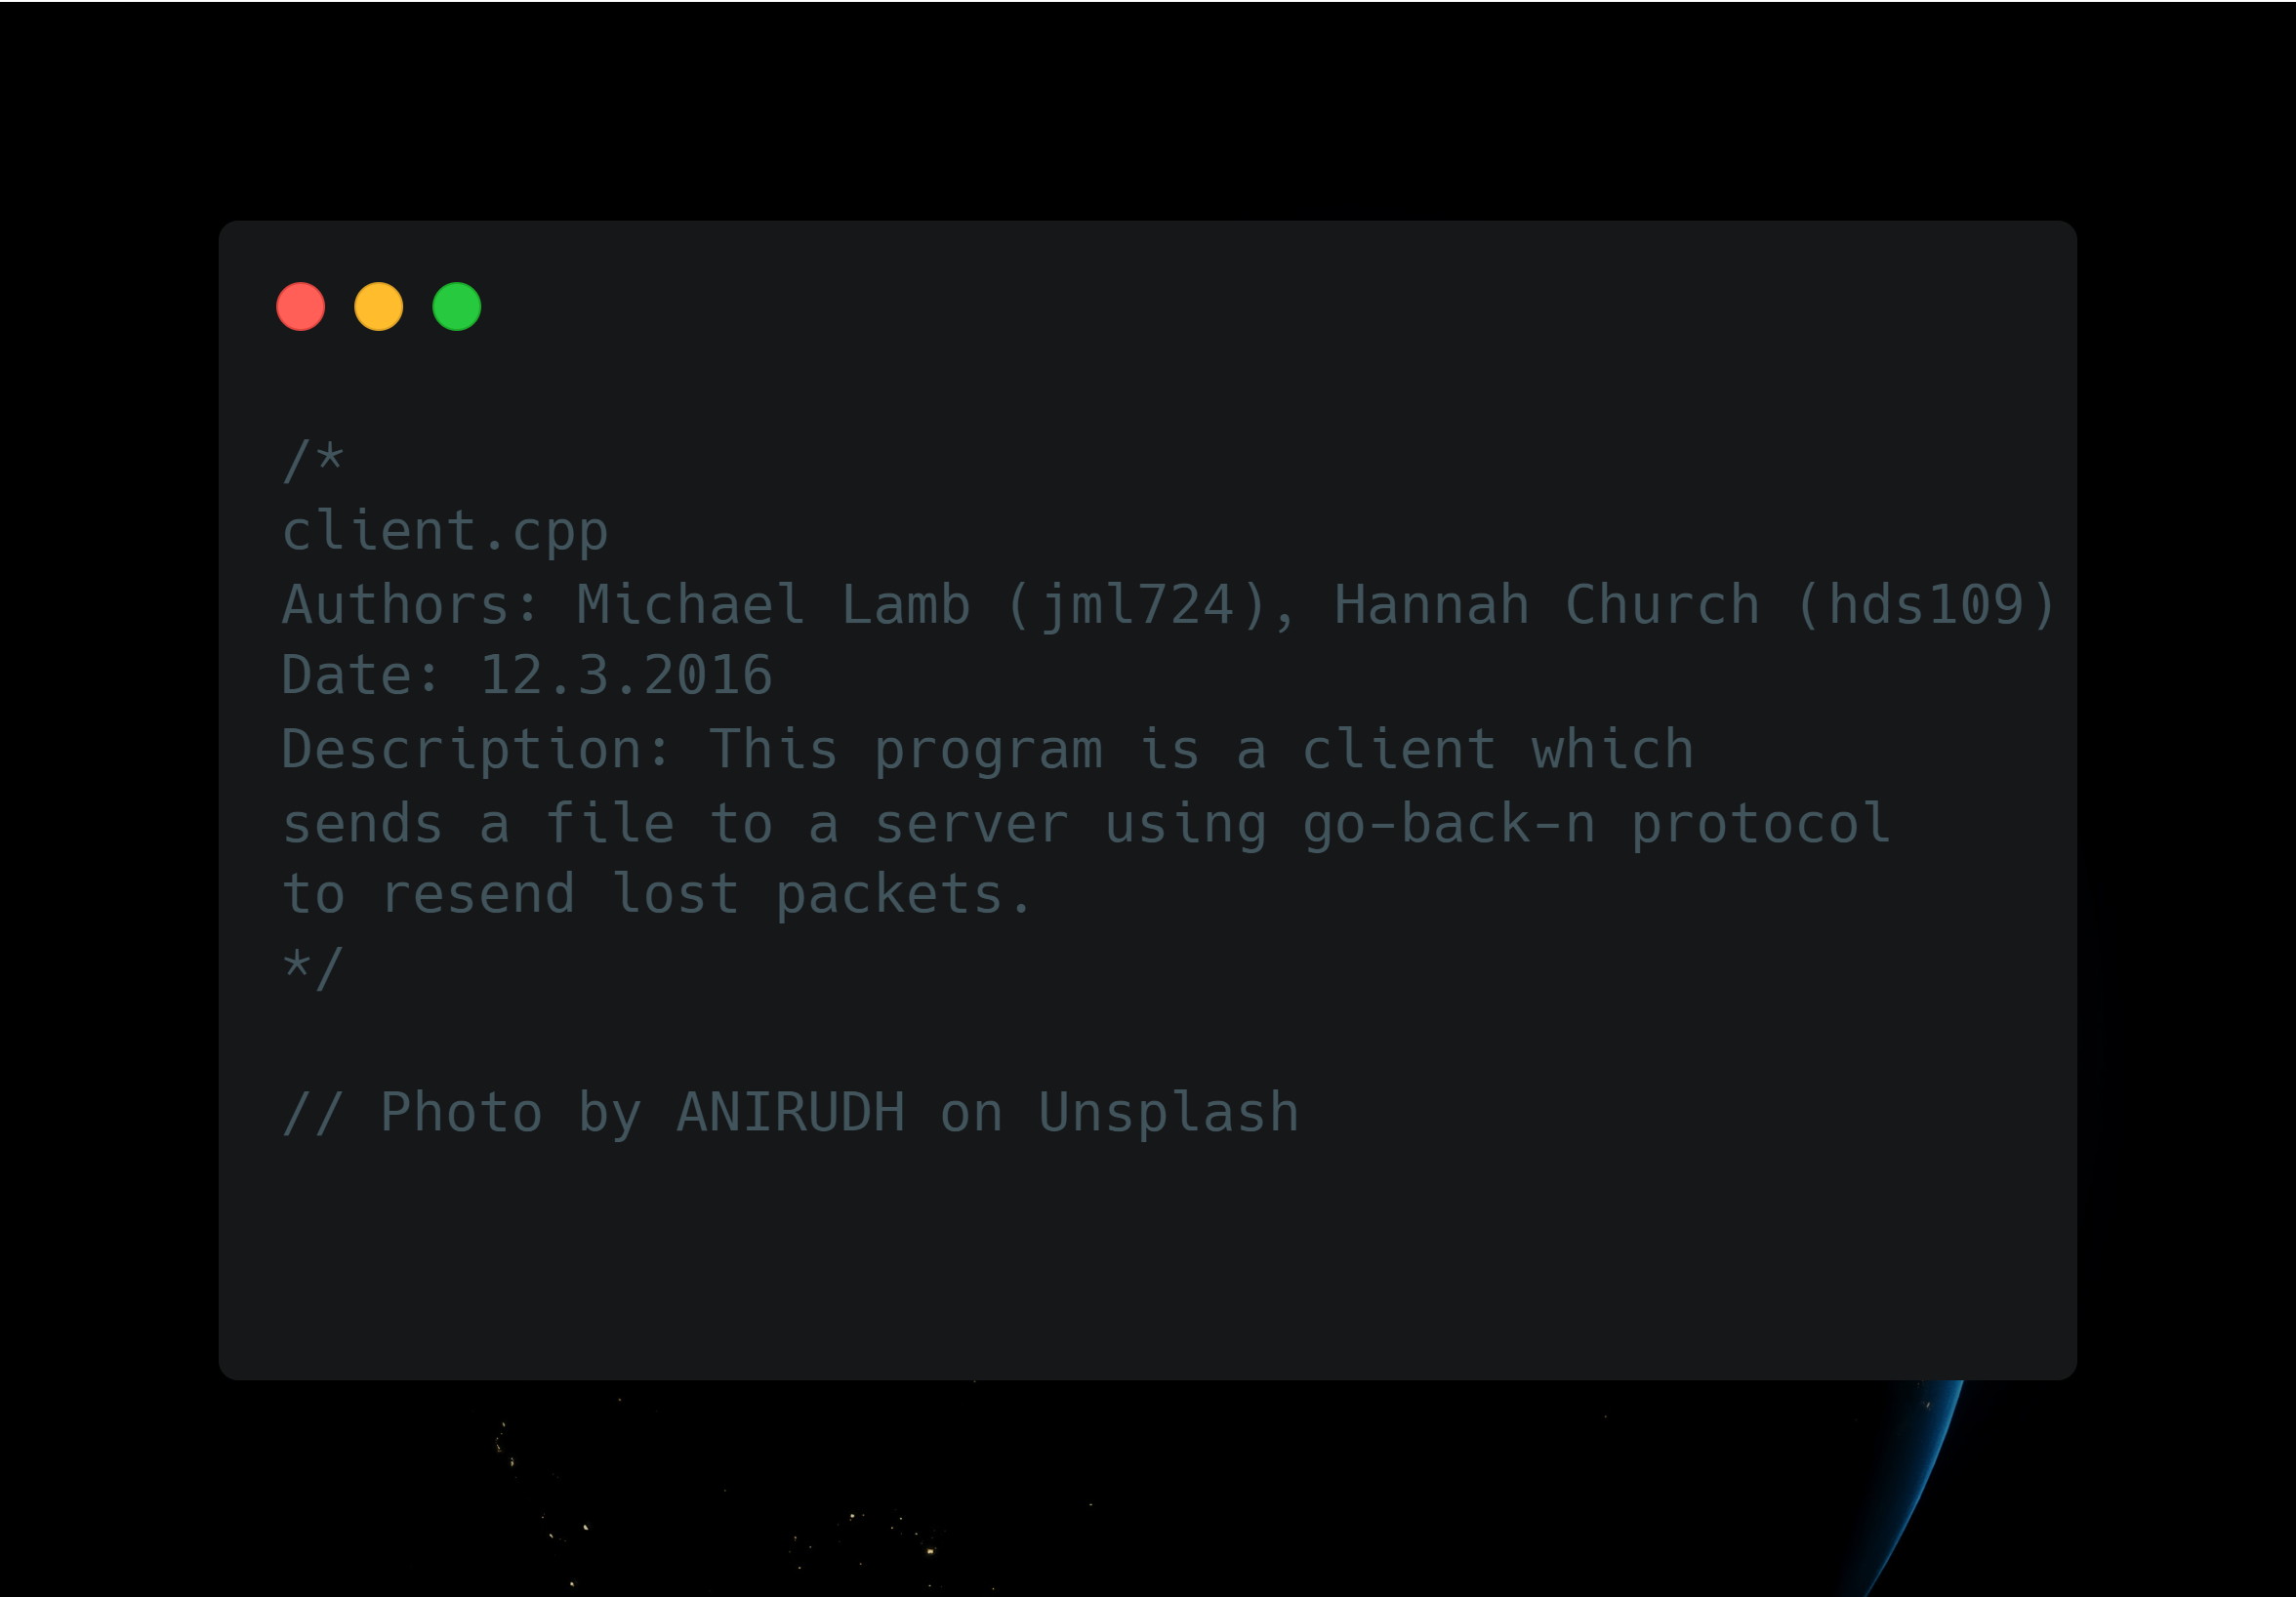 /*
client.cpp
Authors: Michael Lamb (jml724), Hannah Church (hds109)
Date: 12.3.2016
Description: This program is a client which
sends a file to a server using go-back-n protocol
to resend lost packets.
*/
// Photo by ANIRUDH on Unsplash